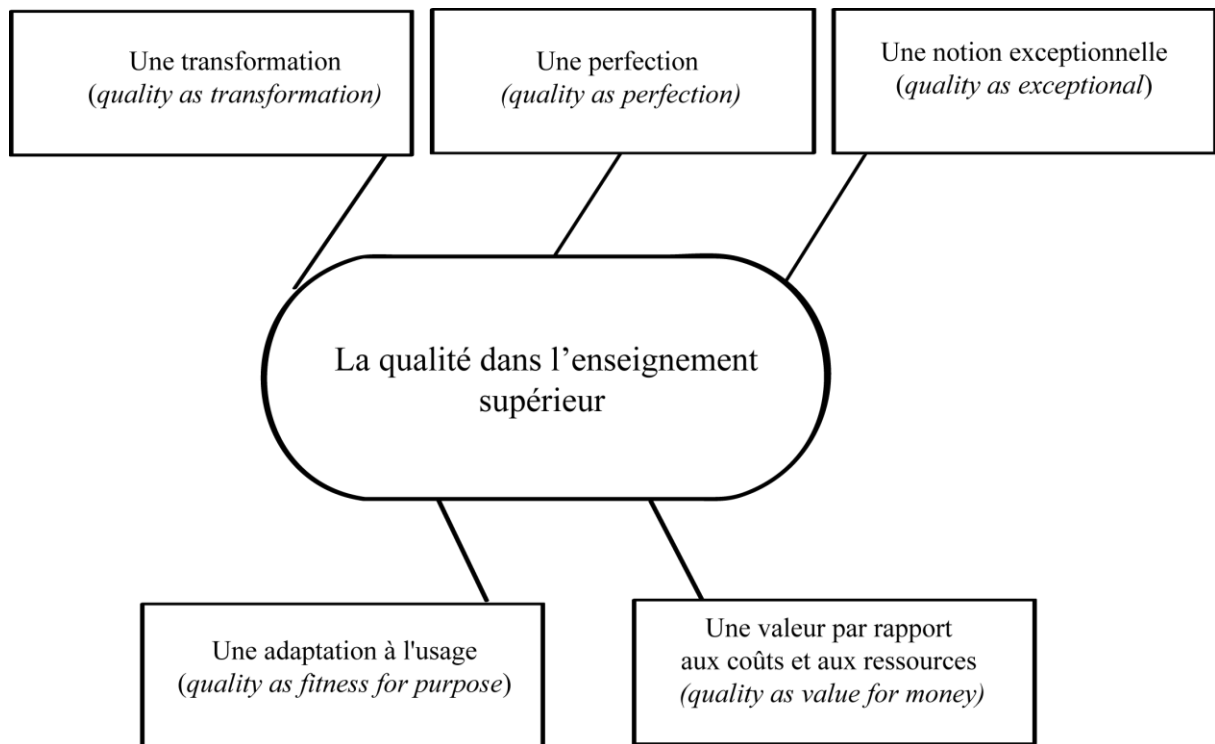 Une transformation
(quality as transformation)
Une perfection
(quality as perfection)
Une notion exceptionnelle
(quality as exceptional)
La qualité dans l’enseignement
supérieur
Une adaptation à l'usage
(quality as fitness for purpose)
Une valeur par rapport
aux coûts et aux ressources
(quality as value for money)